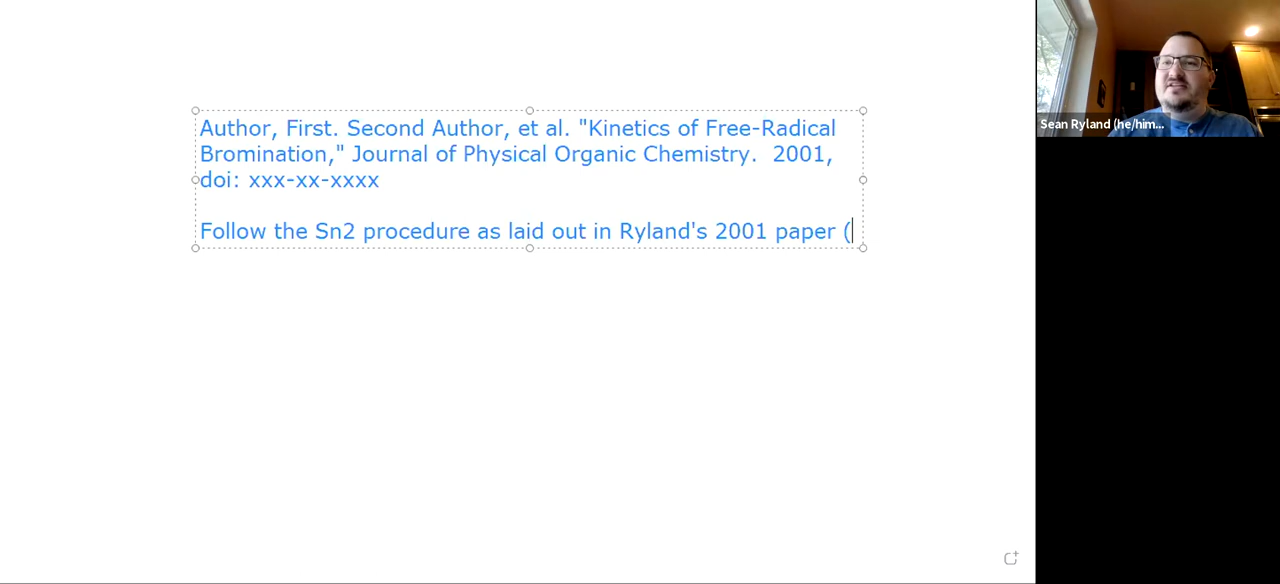 Author, First. Second Author, et al. "Kinetics of Free-Radical
Bromination," Journal of Physical Organic Chemistry.  2001,
doi: xxx-xx-xxxx
Follow the Sn2 procedure as laid out in Ryland's 2001 paper (
Sean Ryland (he/him...